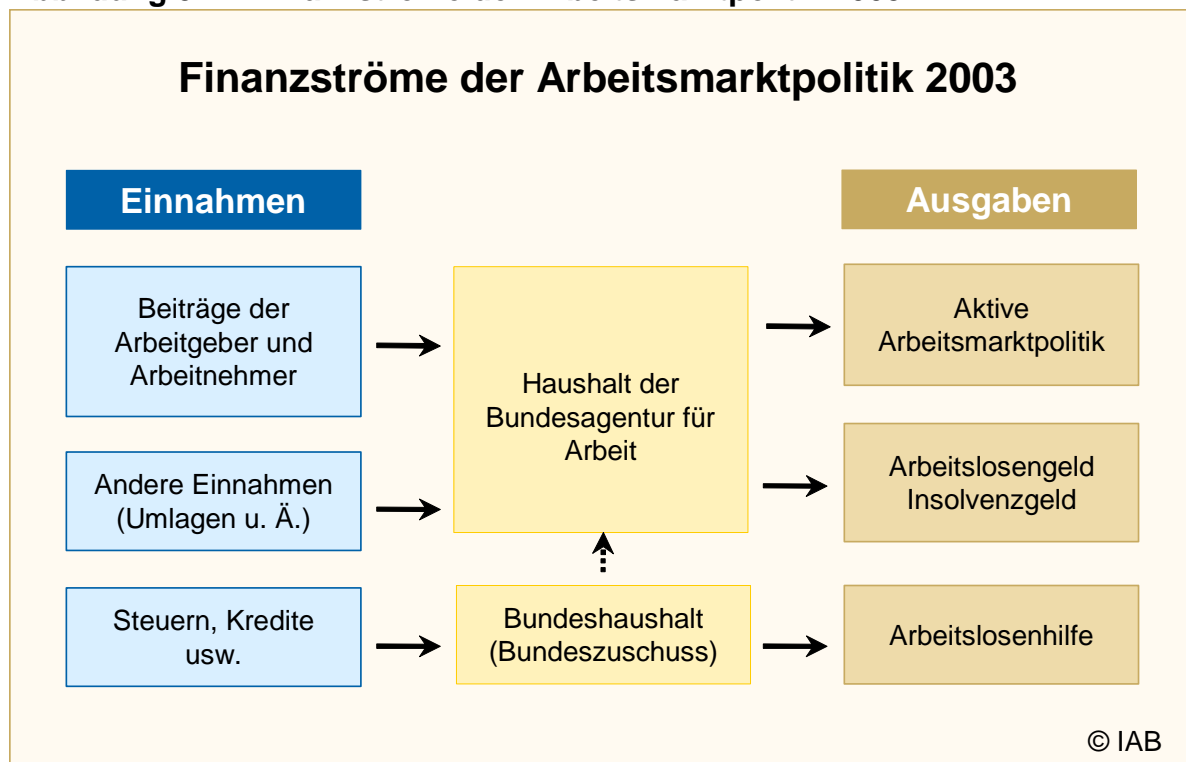 Finanzströme der Arbeitsmarktpolitik 2003
Einnahmen
Ausgaben
Beiträge der
Arbeitgeber und
Arbeitnehmer
Haushalt der
Bundesagentur für
Arbeit
Aktive
Arbeitsmarktpolitik
Andere Einnahmen
(Umlagen u. Ä.)
Arbeitslosengeld
Insolvenzgeld
Steuern, Kredite
usw.
Bundeshaushalt
(Bundeszuschuss)
Arbeitslosenhilfe
© IAB